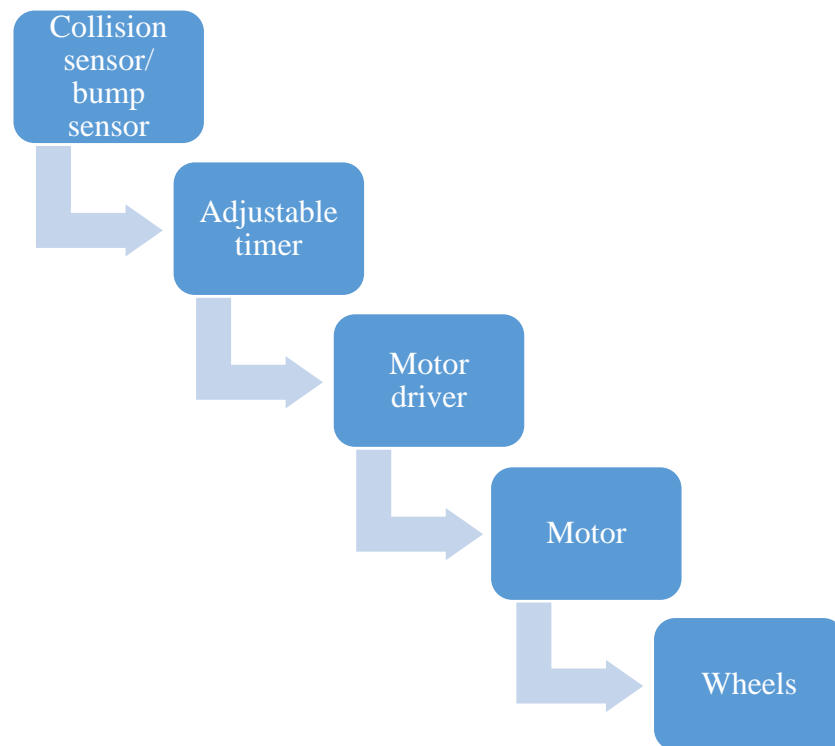 Collision
sensor/
bump
sensor
Adjustable
timer
Motor
driver
Motor
Wheels